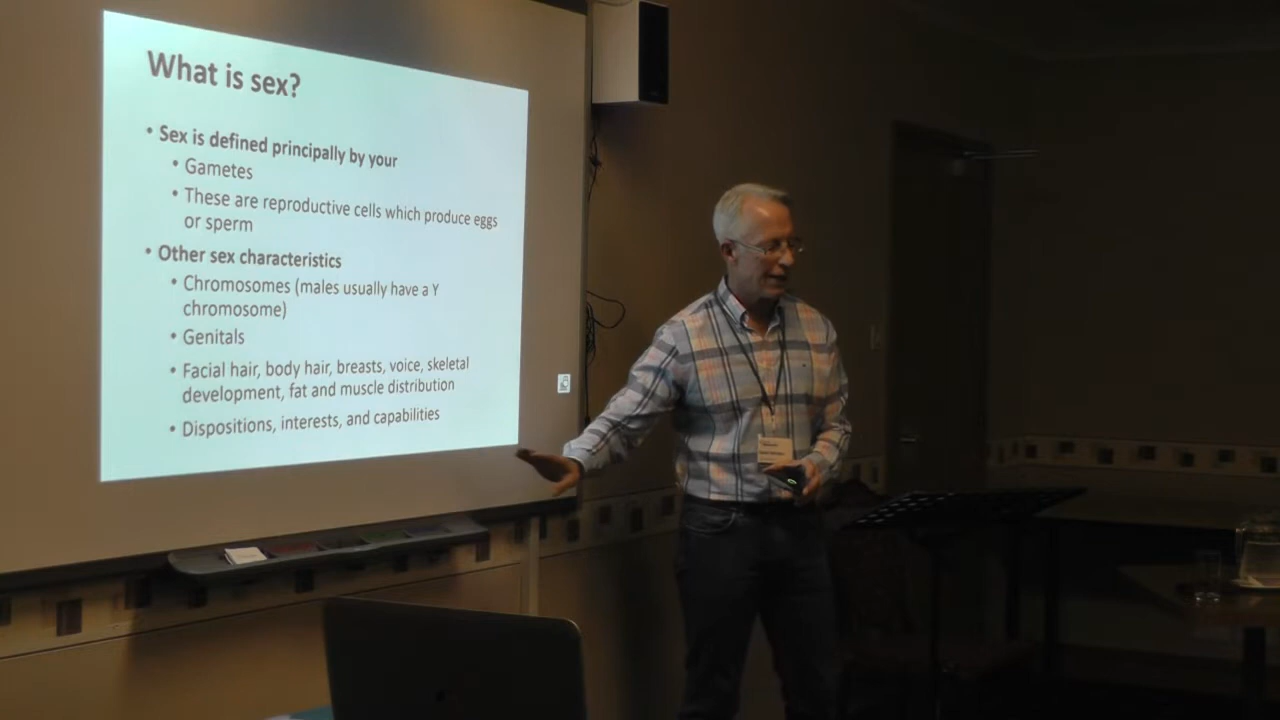 What is sex?
• Sex is defined principally by your
• Gametes
• These are reproductive cells which produce eggs
or sperm
• Other sex characteristics
• Chromosomes (males usually have a Y
chromosome)
• Genitals
• Facial hair, body hair, breasts, voice, skeletal
development, fat and muscle distribution
• Dispositions, interests, and capabilities